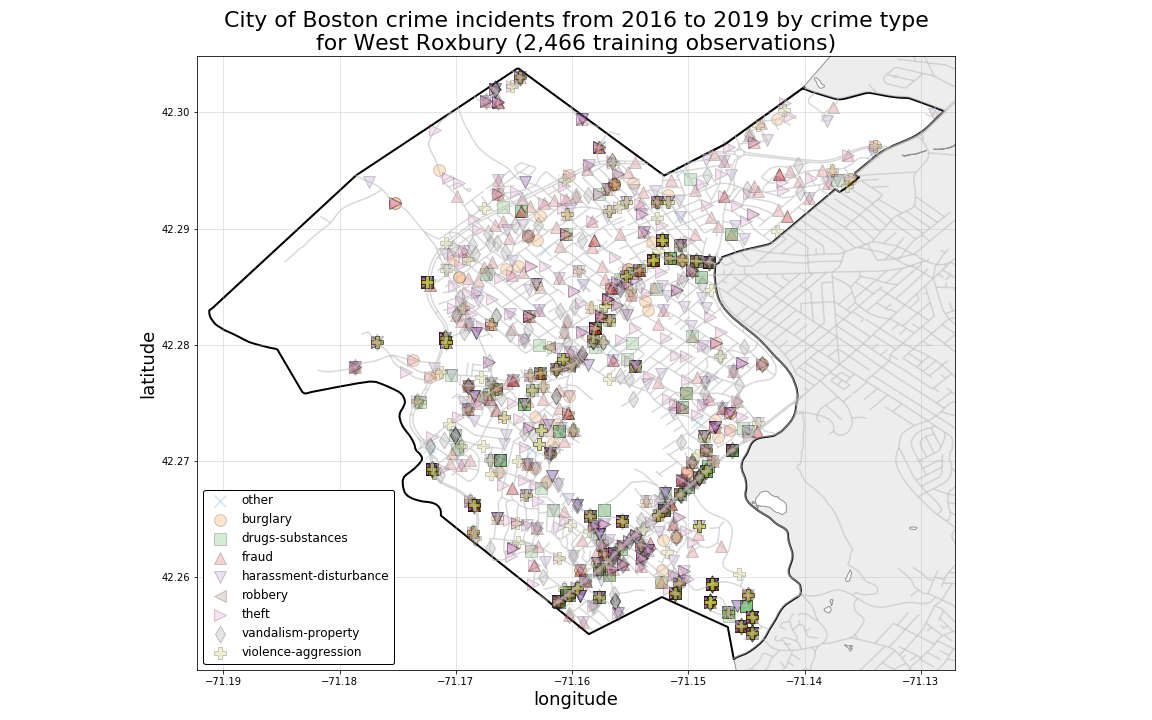 City of Boston crime incidents from 2016 to 2019 by crime type
for West Roxbury (2,466 training observations)
latitude
42.30
42.29
42.28
42.27
42.26
other
burglary
drugs-substances
fraud
harassment-disturbance
robbery
theft
vandalism-property
violence-aggression
−71.19
−71.18
−71.17
−71.16
−71.15
−71.14
−71.13
longitude